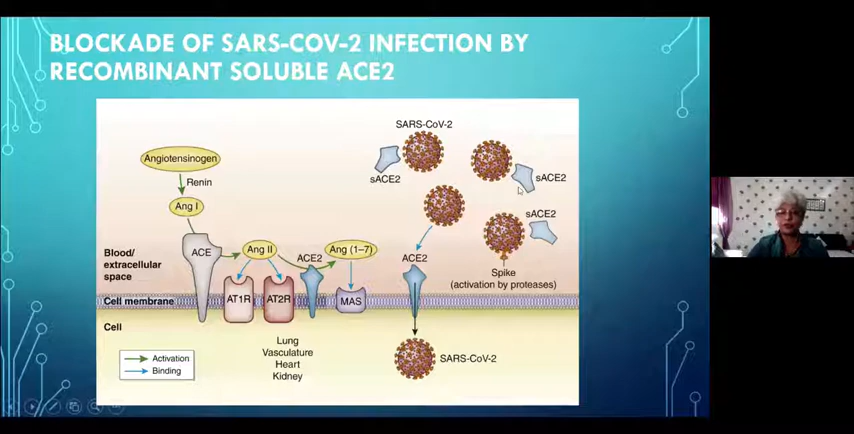 BLOCKADE OF SARS-COV-2 INFECTION BY
RECOMBINANT SOLUBLE ACE2
SARS-CoV-2
Angiotensinogen
sACE2
sACE2
Renin
Ang I
sACE2
ACE
Ang II
Ang (1–7)
ACE2
ACE2
Blood/
extracellular
space
Spike
(activation by proteases)
Cell membrane
AT1R
AT2R
MAS
Cell
Lung
Vasculature
Heart
Kidney
Activation
Binding
SARS-CoV-2